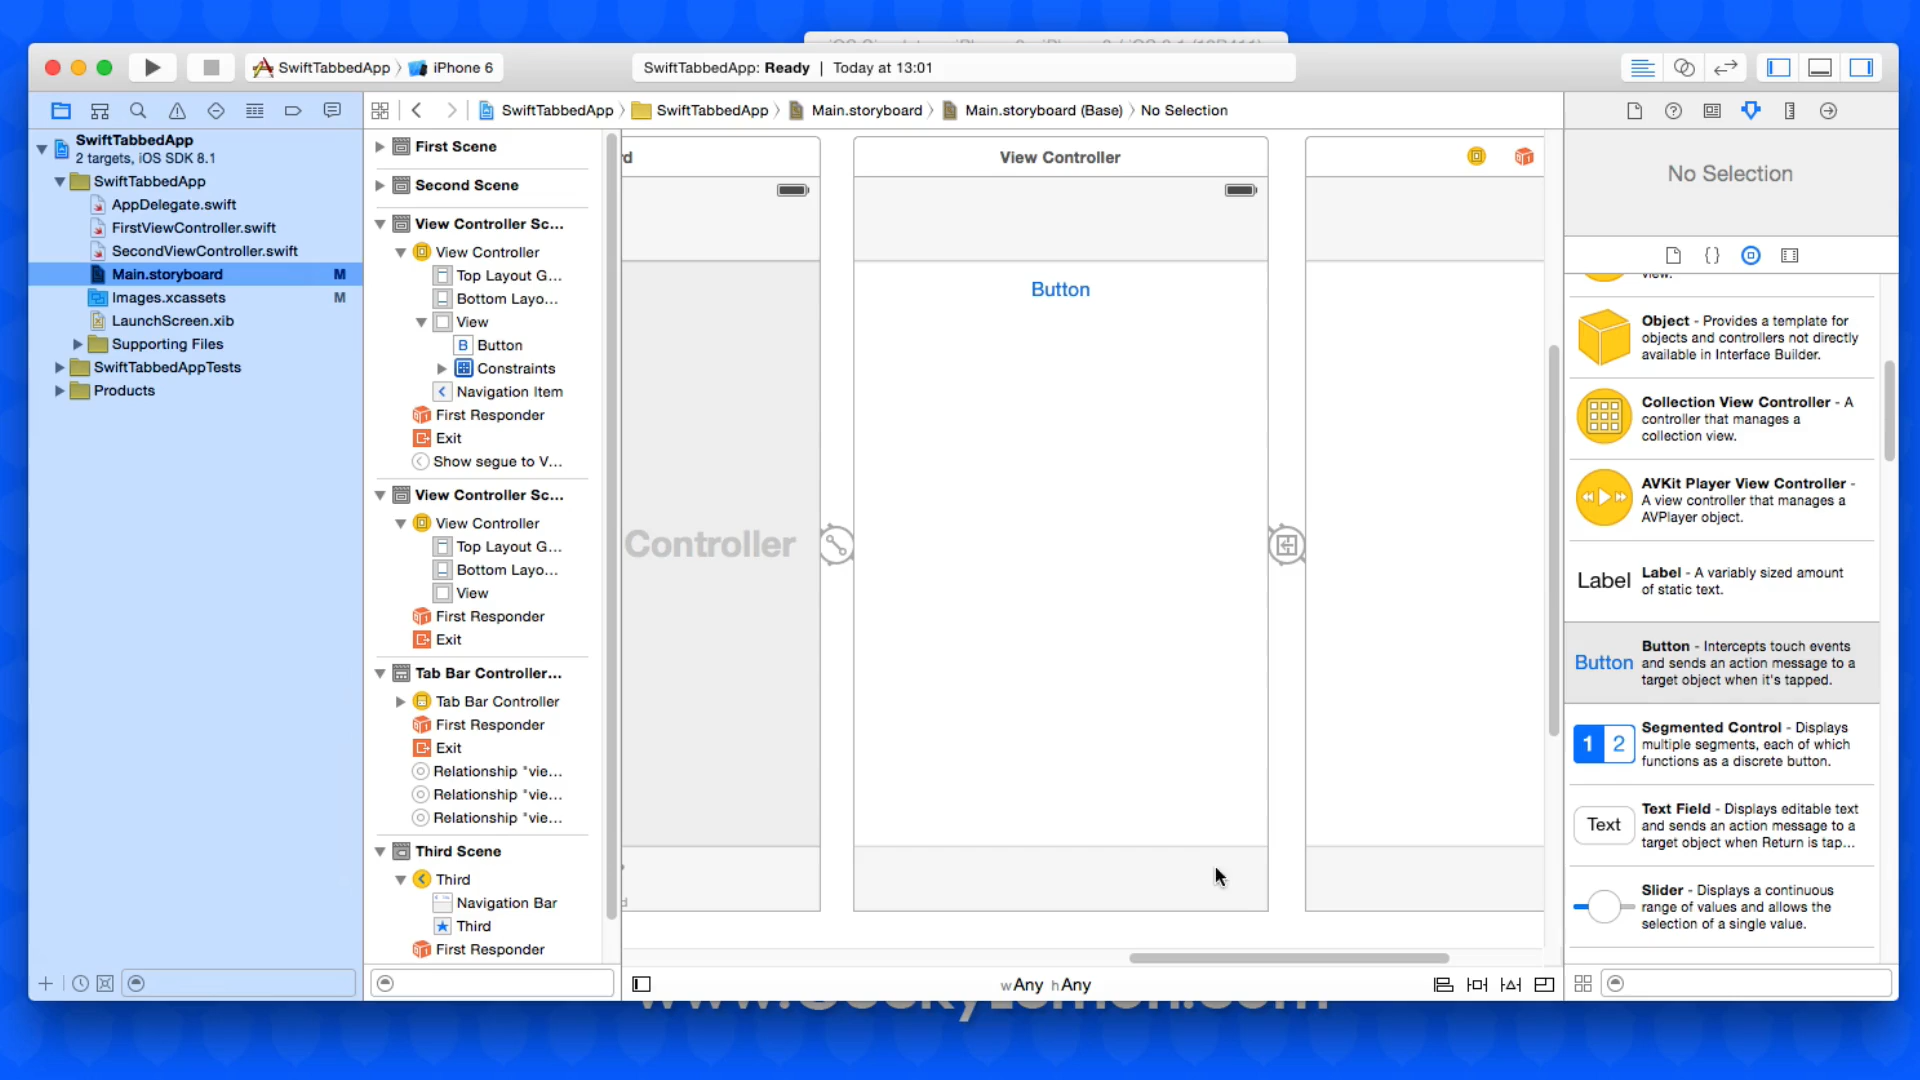 SwiftTabbedApp
iPhone 6
SwiftTabbedApp: Ready | Today at 13:01
SwiftTabbedApp
SwiftTabbedApp
Main.storyboard
Main.storyboard (Base)
No Selection
SwiftTabbedApp
2 targets, iOS SDK 8.1
SwiftTabbedApp
AppDelegate.swift
FirstViewController.swift
SecondViewController.swift
Main.storyboard M
Images.xcassets M
LaunchScreen.xib
Supporting Files
SwiftTabbedAppTests
Products
First Scene
Second Scene
View Controller Sc...
View Controller
Top Layout G...
Bottom Layo...
View
B Button
Constraints
Navigation Item
First Responder
Exit
Show segue to V...
View Controller Sc...
View Controller
Top Layout G...
Bottom Layo...
View
First Responder
Exit
Tab Bar Controller...
Tab Bar Controller
First Responder
Exit
Relationship "vie...
Relationship "vie...
Relationship "vie...
Third Scene
Third
Navigation Bar
Third
First Responder
d
Controller
View Controller
Button
wAny hAny
No Selection
view.
Object - Provides a template for
objects and controllers not directly
available in Interface Builder.
Collection View Controller - A
controller that manages a
collection view.
AVKit Player View Controller -
A view controller that manages a
AVPlayer object.
Label
Label - A variably sized amount
of static text.
Button
Button - Intercepts touch events
and sends an action message to a
target object when it's tapped.
1 2
Segmented Control - Displays
multiple segments, each of which
functions as a discrete button.
Text
Text Field - Displays editable text
and sends an action message to a
target object when Return is tap...
Slider - Displays a continuous
range of values and allows the
selection of a single value.
www.GeekyLemon.com